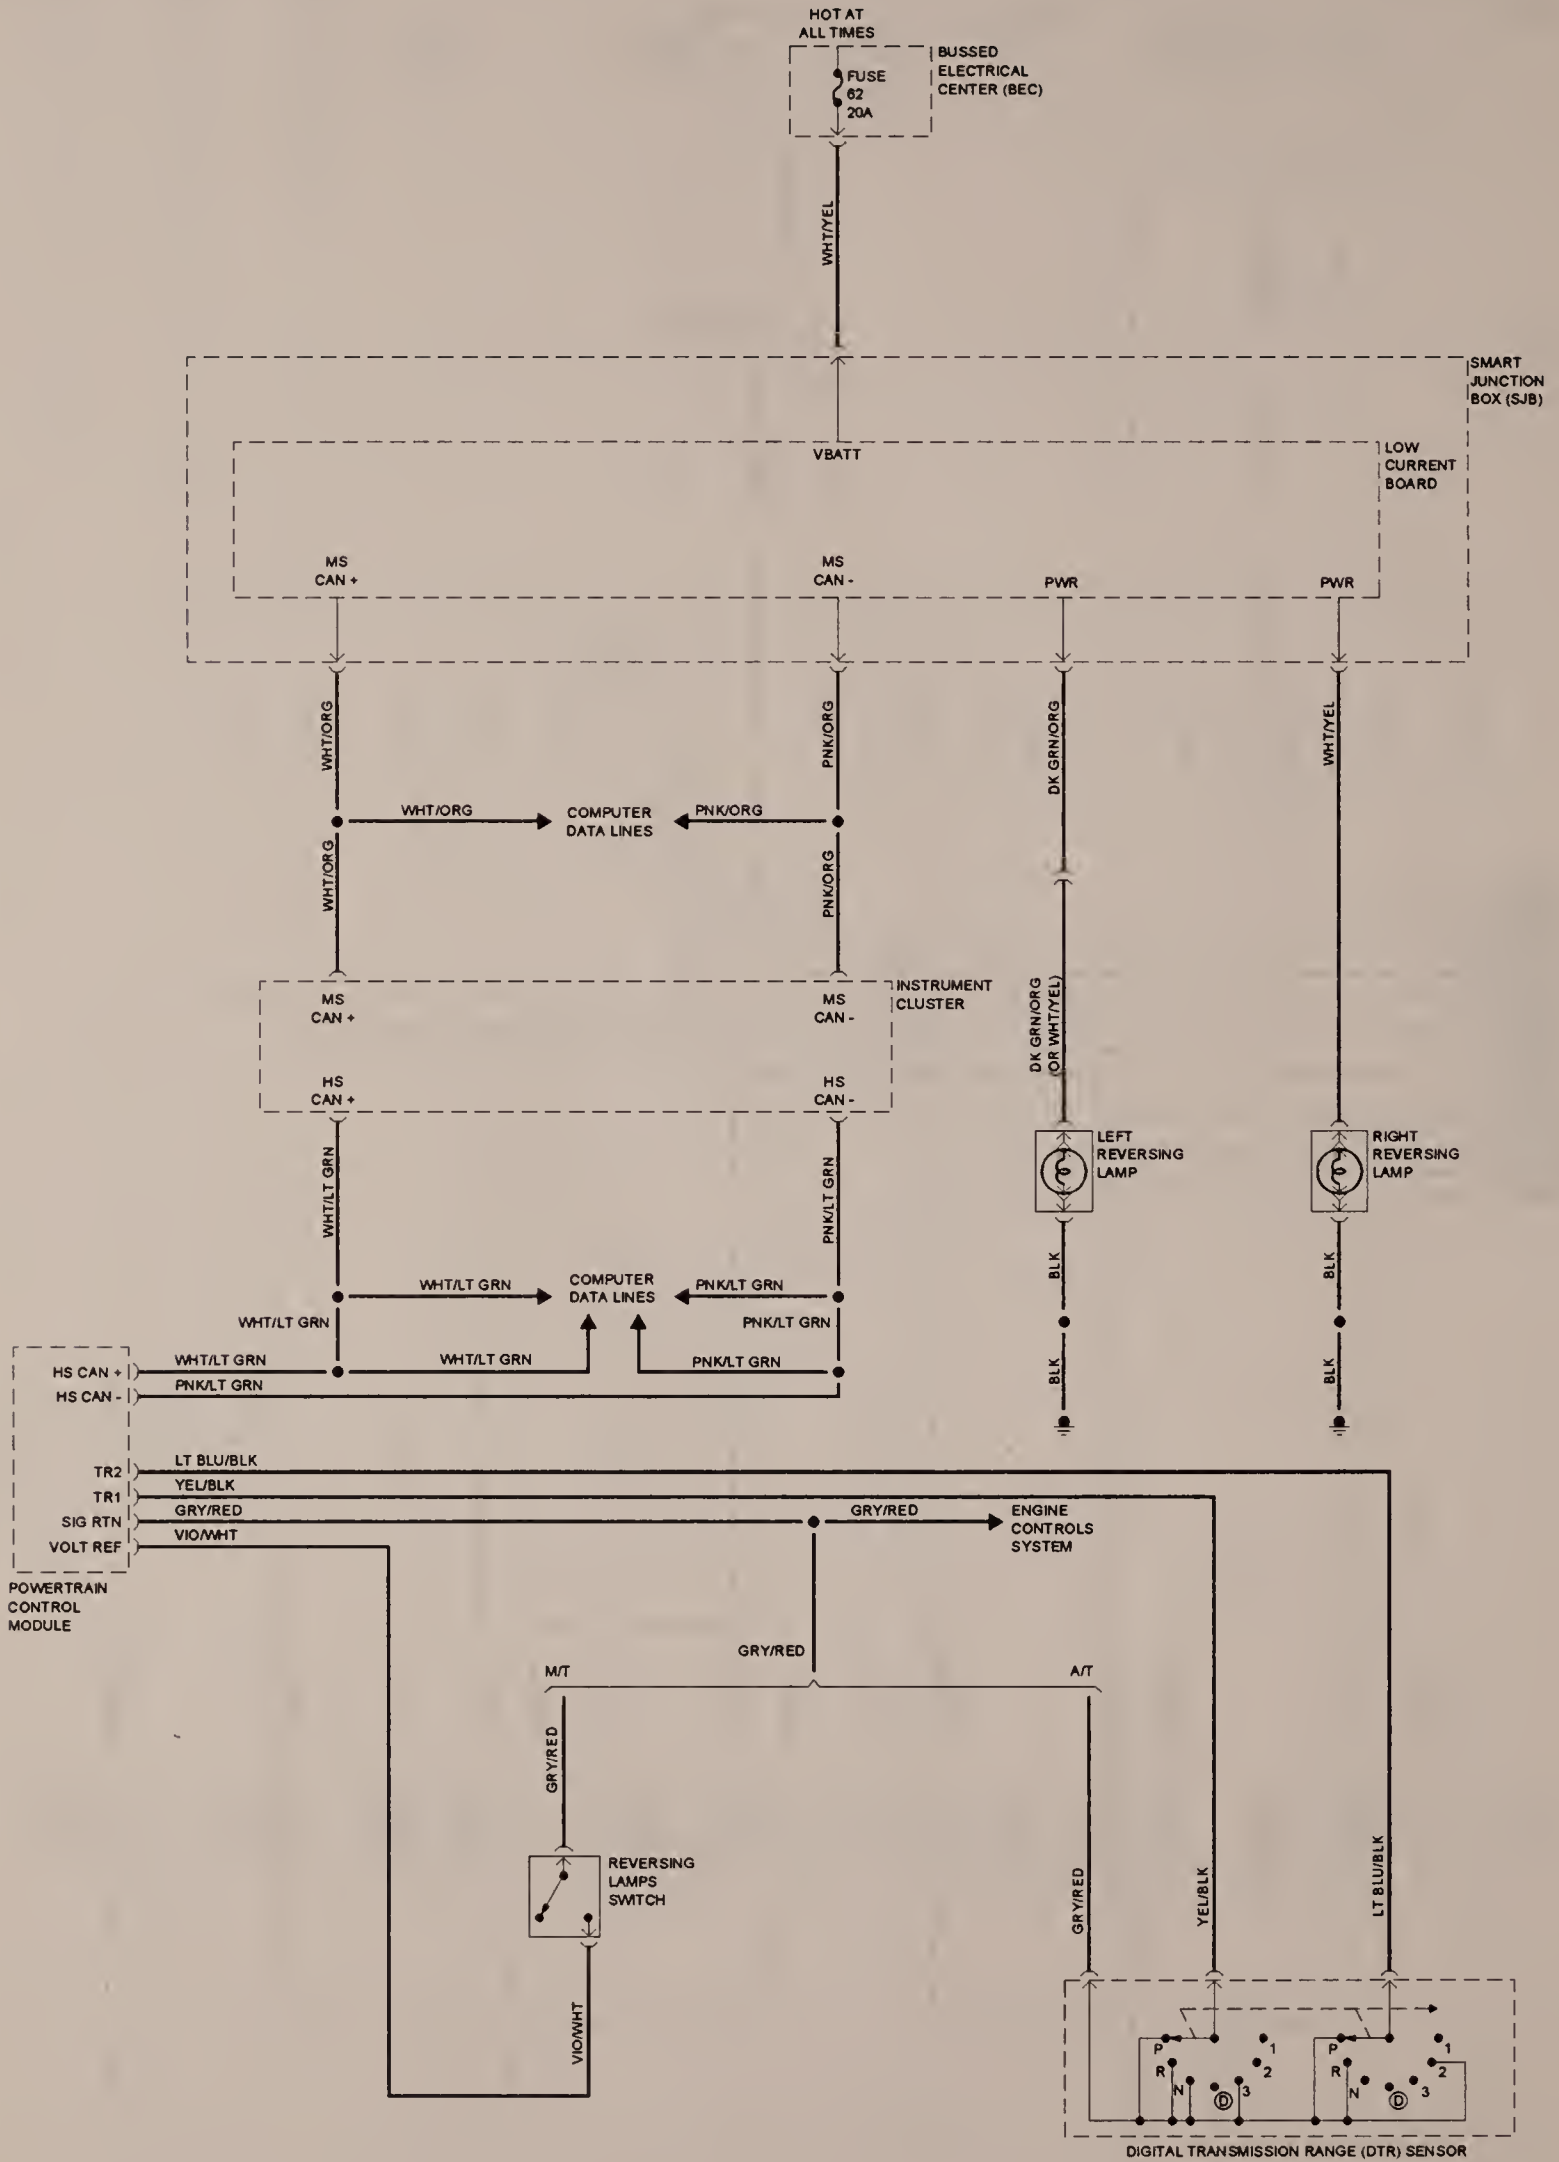 HOT AT
ALL TIMES
BUSSED
ELECTRICAL
CENTER (BEC)
FUSE
62
20A
WHT/YEL
SMART
JUNCTION
BOX (SJB)
VBATT
LOW
CURRENT
BOARD
MS
CAN +
MS
CAN -
PWR
PWR
WHT/ORG
PNK/ORG
DK GRN/ORG
WHT/YEL
WHT/ORG
COMPUTER
DATA LINES
PNK/ORG
WHT/ORG
PNK/ORG
INSTRUMENT
CLUSTER
MS
CAN +
MS
CAN -
DK GRN/ORG
(OR WHT/YEL)
HS
CAN +
HS
CAN -
LEFT
REVERSING
LAMP
RIGHT
REVERSING
LAMP
WHT/LT GRN
PNK/LT GRN
BLK
BLK
WHT/LT GRN
COMPUTER
DATA LINES
PNK/LT GRN
WHT/LT GRN
PNK/LT GRN
HS CAN +
WHT/LT GRN
WHT/LT GRN
PNK/LT GRN
BLK
BLK
HS CAN -
PNK/LT GRN
TR2
LT BLU/BLK
TR1
YEL/BLK
SIG RTN
GRY/RED
GRY/RED
ENGINE
CONTROLS
SYSTEM
VOLT REF
VIO/WHT
POWERTRAIN
CONTROL
MODULE
GRY/RED
M/T
A/T
GRY/RED
REVERSING
LAMPS
SWITCH
GRY/RED
YEL/BLK
LT BLU/BLK
VIO/WHT
P
R
N
D
3
2
1
P
R
N
D
3
2
1
DIGITAL TRANSMISSION RANGE (DTR) SENSOR